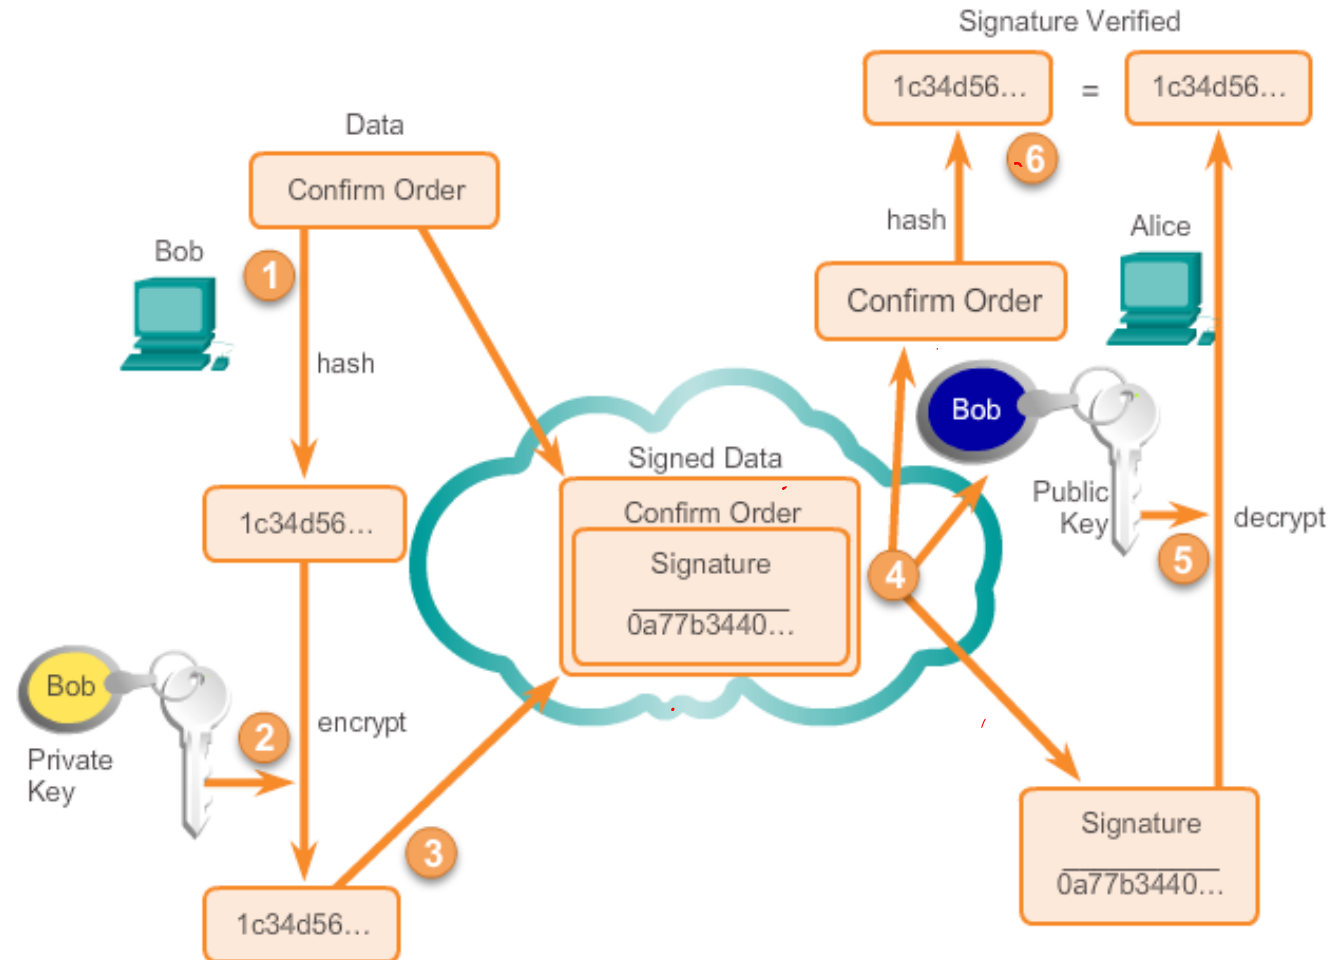 Signature Verified
1c34d56...
=
1c34d56...
6
Data
Confirm Order
Bob
1
hash
hash
Alice
Confirm Order
Bob
Signed Data
Confirm Order
Signature
0a77b3440...
1c34d56...
4
Public
Key
5
decrypt
Bob
Private
Key
2
encrypt
3
1c34d56...
Signature
0a77b3440...